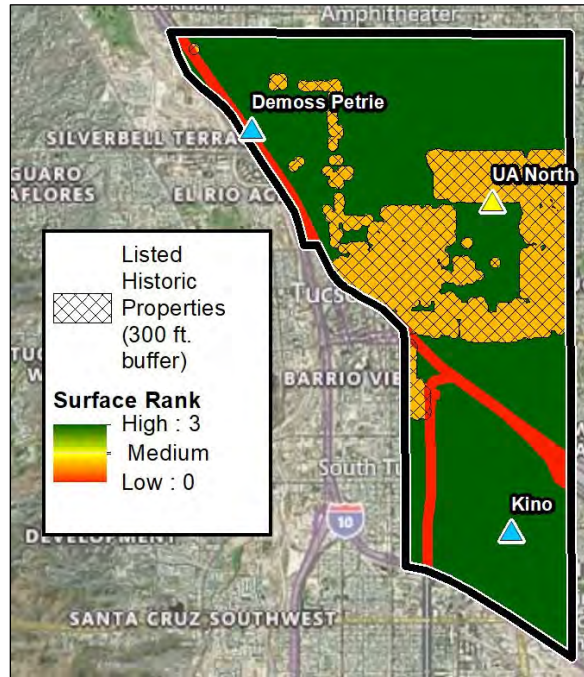 Amphitheater
Demoss Petrie
SILVERBELL TERRA
GUARO
AFLORES
EL RIO AC
UA North
Listed
Historic
Properties
(300 ft.
buffer)
Surface Rank
High : 3
Medium
Low : 0
Tucs
BARRIO VIE
South Tu
Kino
10
DEVELOPMENT
SANTA CRUZ SOUTHWEST